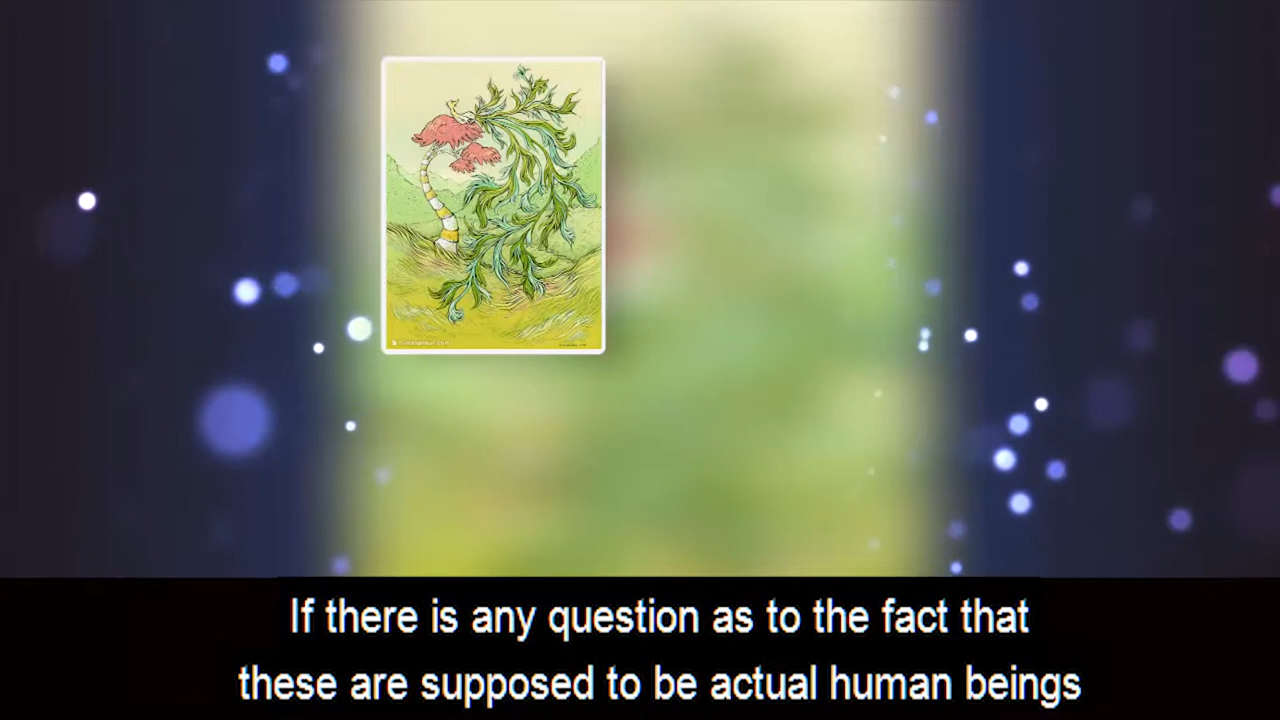 If there is any question as to the fact that
these are supposed to be actual human beings